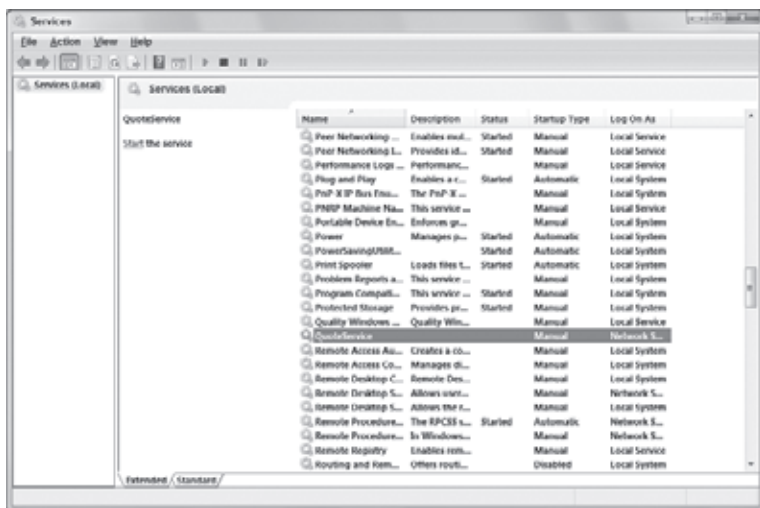 Services
File Action View Help
Services (Local)
Services (Local)
QuoteService
Start the service
Name Description Status Startup Type Log On As
Peer Networking ... Enables mul... Started Manual Local Service
Peer Networking I... Provides id... Started Manual Local Service
Performance Logs ... Performanc... Manual Local Service
Plug and Play Enables a c... Started Automatic Local System
PnP-X IP Bus Enu... The PnP-X ... Manual Local System
PNRP Machine Na... This service ... Manual Local Service
Portable Device En... Enforces gr... Manual Local System
Power Manages p... Started Automatic Local System
PowerSavingUtilit... Started Automatic Local System
Print Spooler Loads files t... Started Automatic Local System
Problem Reports a... This service ... Manual Local System
Program Compati... This service ... Started Manual Local System
Protected Storage Provides pr... Started Manual Local System
Quality Windows ... Quality Win... Manual Local Service
QuoteService Manual Network S...
Remote Access Au... Creates a co... Manual Local System
Remote Access Co... Manages di... Manual Local System
Remote Desktop C... Remote Des... Manual Local System
Remote Desktop S... Allows user... Manual Network S...
Remote Desktop S... Allows the r... Manual Local System
Remote Procedure... The RPCSS s... Started Automatic Network S...
Remote Procedure... In Windows... Manual Network S...
Remote Registry Enables rem... Manual Local Service
Routing and Rem... Offers routi... Disabled Local System
Extended Standard